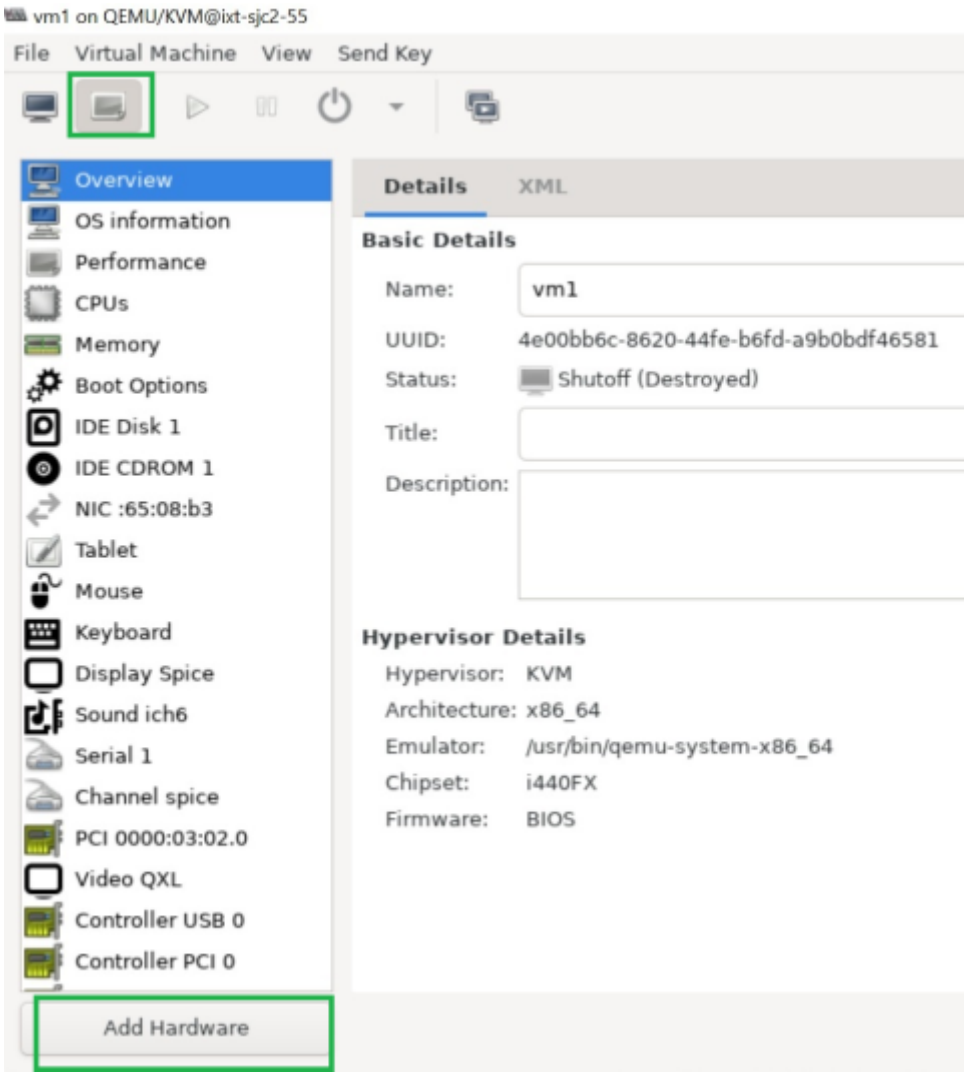 vm1 on QEMU/KVM@ixt-sjc2-55
File Virtual Machine View Send Key
Overview
OS information
Performance
CPUs
Memory
Boot Options
IDE Disk 1
IDE CDROM 1
NIC :65:08:b3
Tablet
Mouse
Keyboard
Display Spice
Sound ich6
Serial 1
Channel spice
PCI 0000:03:02.0
Video QXL
Controller USB 0
Controller PCI 0
Add Hardware
Details XML
Basic Details
Name: vm1
UUID: 4e00bb6c-8620-44fe-b6fd-a9b0bdf46581
Status: Shutoff (Destroyed)
Title:
Description:
Hypervisor Details
Hypervisor: KVM
Architecture: x86_64
Emulator: /usr/bin/qemu-system-x86_64
Chipset: i440FX
Firmware: BIOS